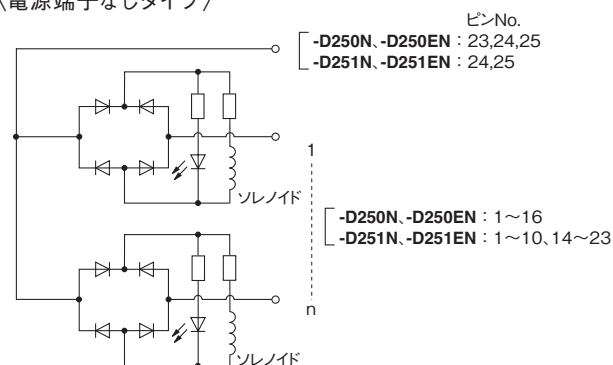 〈電源端子なしタイプ〉
ピンNo.
-D250N、-D250EN：23,24,25
-D251N、-D251EN：24,25
1
ソレノイド
-D250N、-D250EN：1〜16
-D251N、-D251EN：1〜10、14〜23
n
ソレノイド